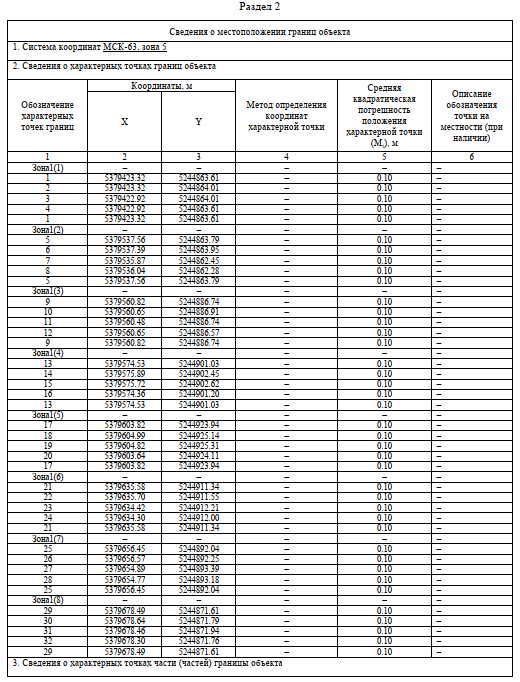 Раздел 2
Сведения о местоположении границ объекта
1. Система координат МСК-63, зона 5
2. Сведения о характерных точках границ объекта
Обозначение характерных точек границ | Координаты, м | Метод определения координат характерной точки | Средняя квадратическая погрешность положения характерной точки (Mt), м | Описание обозначения точки на местности (при наличии)
X | Y
1 2 3 4 5 6
Зона1(1) – – – – –
1 5379423.32 5244863.61 – 0.10 –
2 5379423.32 5244864.01 – 0.10 –
3 5379422.92 5244864.01 – 0.10 –
4 5379422.92 5244863.61 – 0.10 –
1 5379423.32 5244863.61 – 0.10 –
Зона1(2) – – – – –
5 5379537.56 5244863.79 – 0.10 –
6 5379537.39 5244863.95 – 0.10 –
7 5379535.87 5244862.45 – 0.10 –
8 5379536.04 5244862.28 – 0.10 –
5 5379537.56 5244863.79 – 0.10 –
Зона1(3) – – – – –
9 5379560.82 5244886.74 – 0.10 –
10 5379560.65 5244886.91 – 0.10 –
11 5379560.48 5244886.74 – 0.10 –
12 5379560.65 5244886.57 – 0.10 –
9 5379560.82 5244886.74 – 0.10 –
Зона1(4) – – – – –
13 5379574.53 5244901.03 – 0.10 –
14 5379575.89 5244902.45 – 0.10 –
15 5379575.72 5244902.62 – 0.10 –
16 5379574.36 5244901.20 – 0.10 –
13 5379574.53 5244901.03 – 0.10 –
Зона1(5) – – – – –
17 5379603.82 5244923.94 – 0.10 –
18 5379604.99 5244925.14 – 0.10 –
19 5379604.82 5244925.31 – 0.10 –
20 5379603.64 5244924.11 – 0.10 –
17 5379603.82 5244923.94 – 0.10 –
Зона1(6) – – – – –
21 5379635.58 5244911.34 – 0.10 –
22 5379635.70 5244911.55 – 0.10 –
23 5379634.42 5244912.21 – 0.10 –
24 5379634.30 5244912.00 – 0.10 –
21 5379635.58 5244911.34 – 0.10 –
Зона1(7) – – – – –
25 5379656.45 5244892.04 – 0.10 –
26 5379656.57 5244892.25 – 0.10 –
27 5379654.89 5244893.39 – 0.10 –
28 5379654.77 5244893.18 – 0.10 –
25 5379656.45 5244892.04 – 0.10 –
Зона1(8) – – – – –
29 5379678.49 5244871.61 – 0.10 –
30 5379678.64 5244871.79 – 0.10 –
31 5379678.46 5244871.94 – 0.10 –
32 5379678.30 5244871.76 – 0.10 –
29 5379678.49 5244871.61 – 0.10 –
3. Сведения о характерных точках части (частей) границы объекта